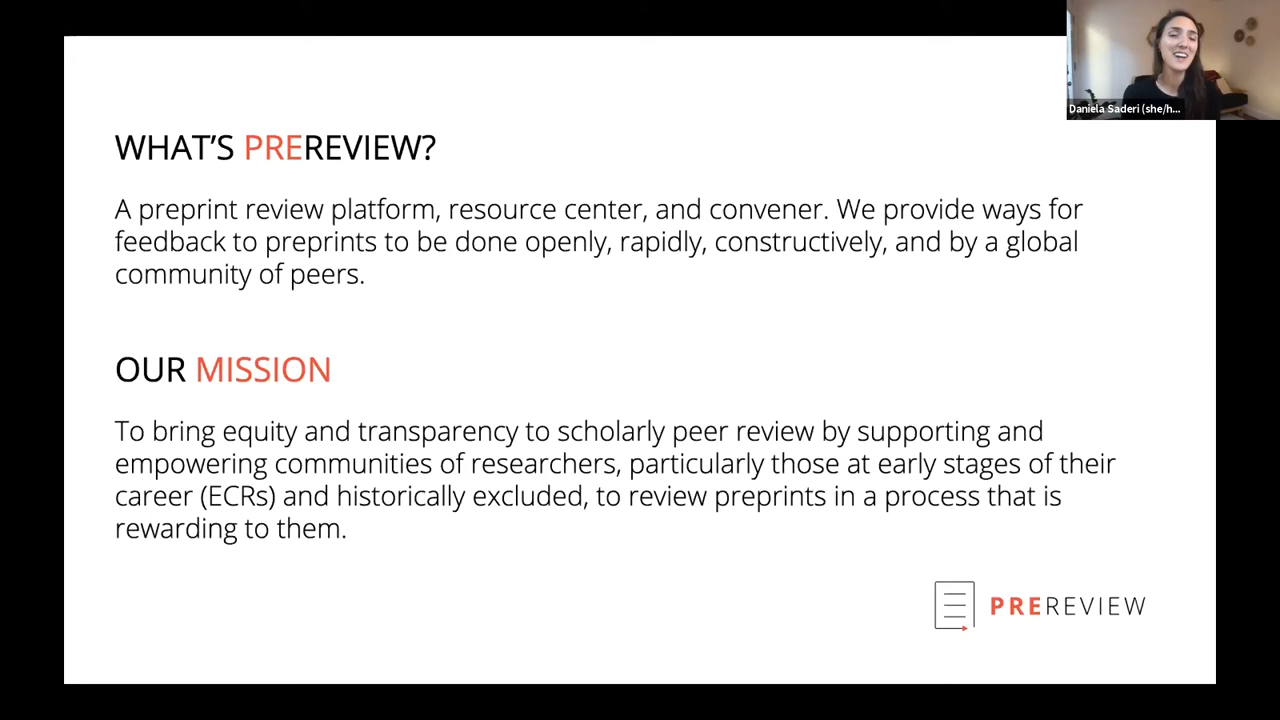 Daniela Saderi (she/h...
WHAT'S PREREVIEW?
A preprint review platform, resource center, and convener. We provide ways for
feedback to preprints to be done openly, rapidly, constructively, and by a global
community of peers.
OUR MISSION
To bring equity and transparency to scholarly peer review by supporting and
empowering communities of researchers, particularly those at early stages of their
career (ECRs) and historically excluded, to review preprints in a process that is
rewarding to them.
PREREVIEW